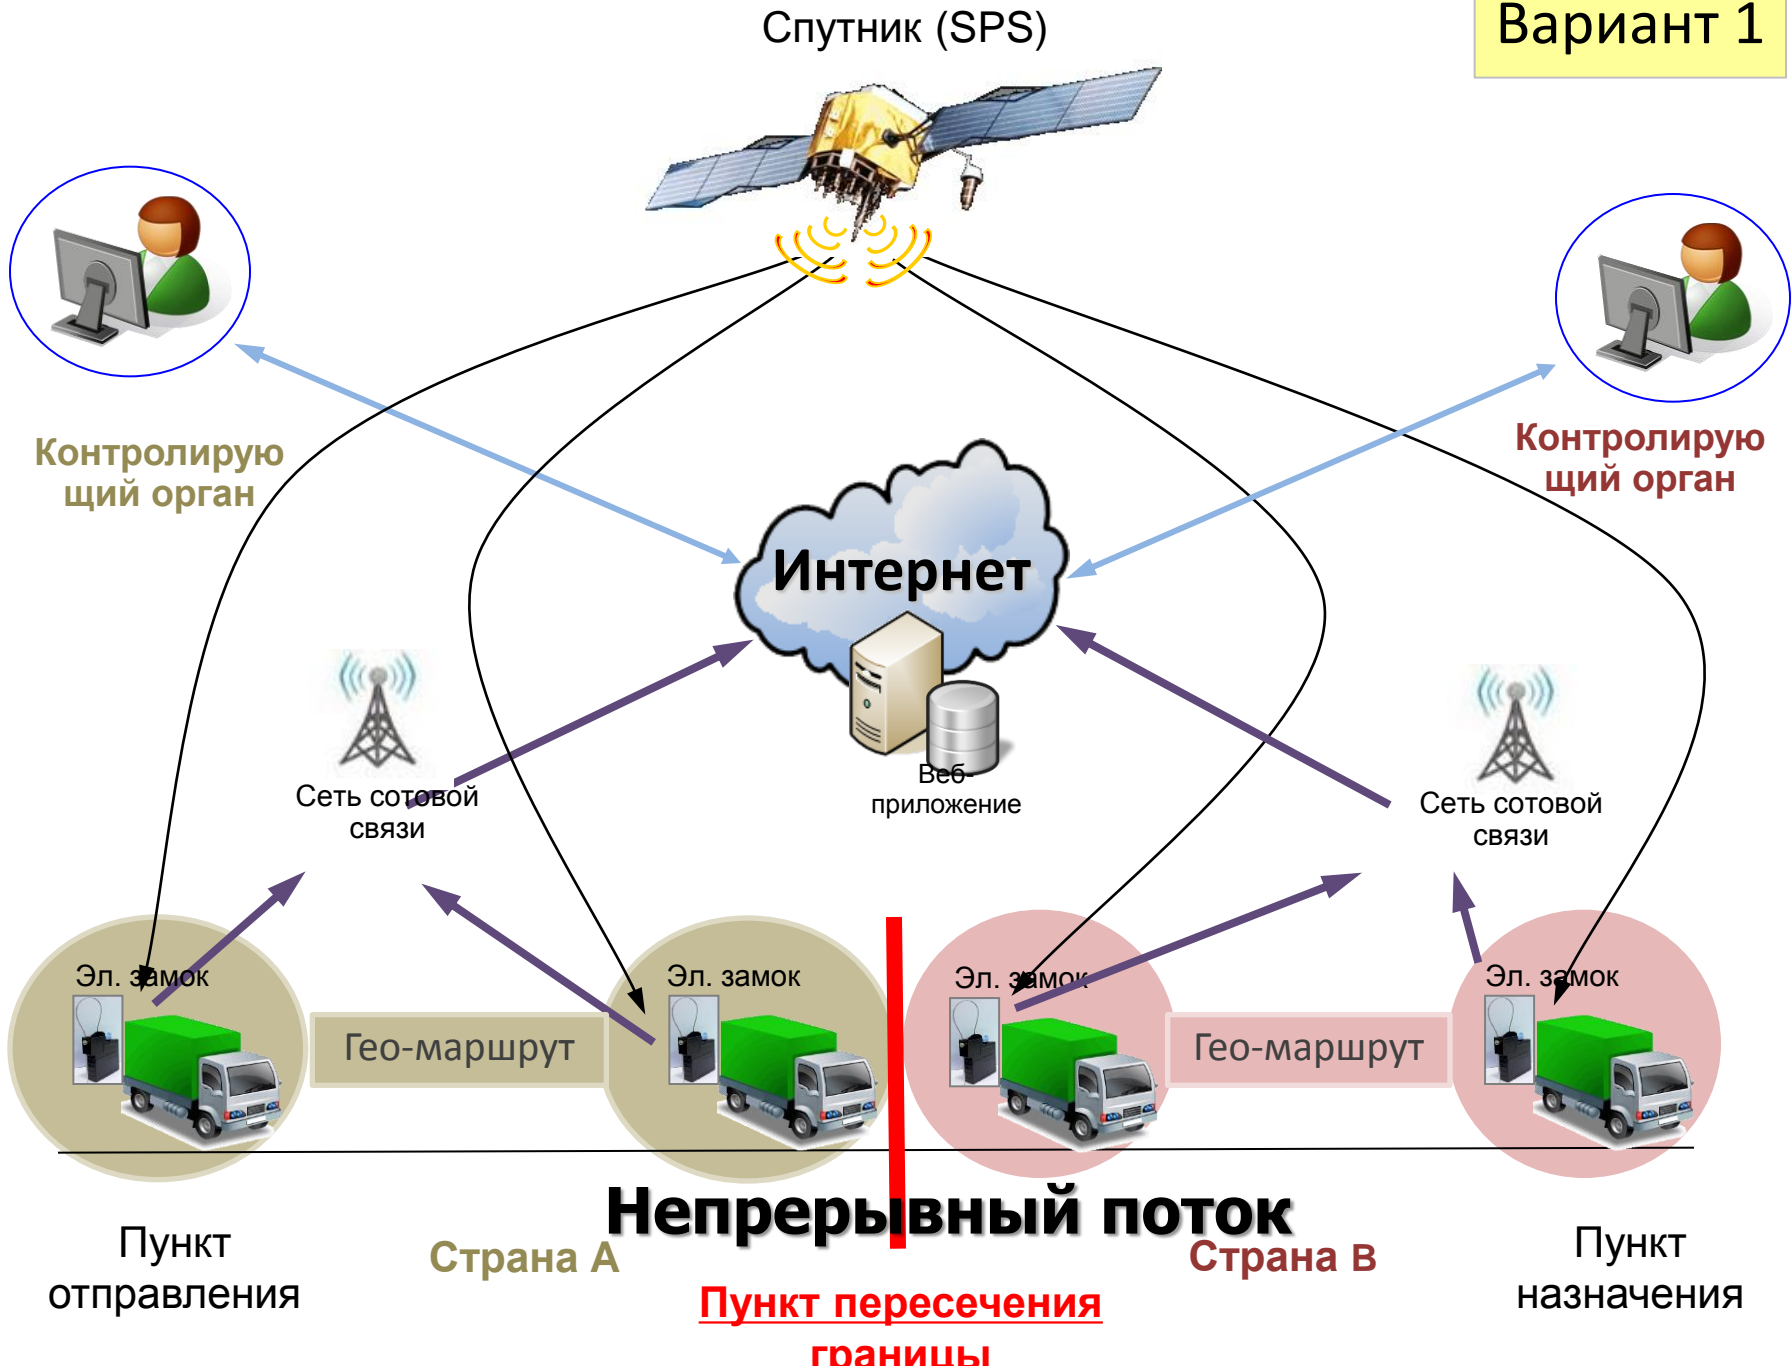 Спутник (SPS)
Вариант 1
Контролирую
щий орган
Контролирую
щий орган
Интернет
Веб-
приложение
Сеть сотовой
связи
Сеть сотовой
связи
Эл. замок
Эл. замок
Эл. замок
Эл. замок
Гео-маршрут
Гео-маршрут
Непрерывный поток
Пункт
отправления
Страна A
Страна B
Пункт
назначения
Пункт пересечения
границы